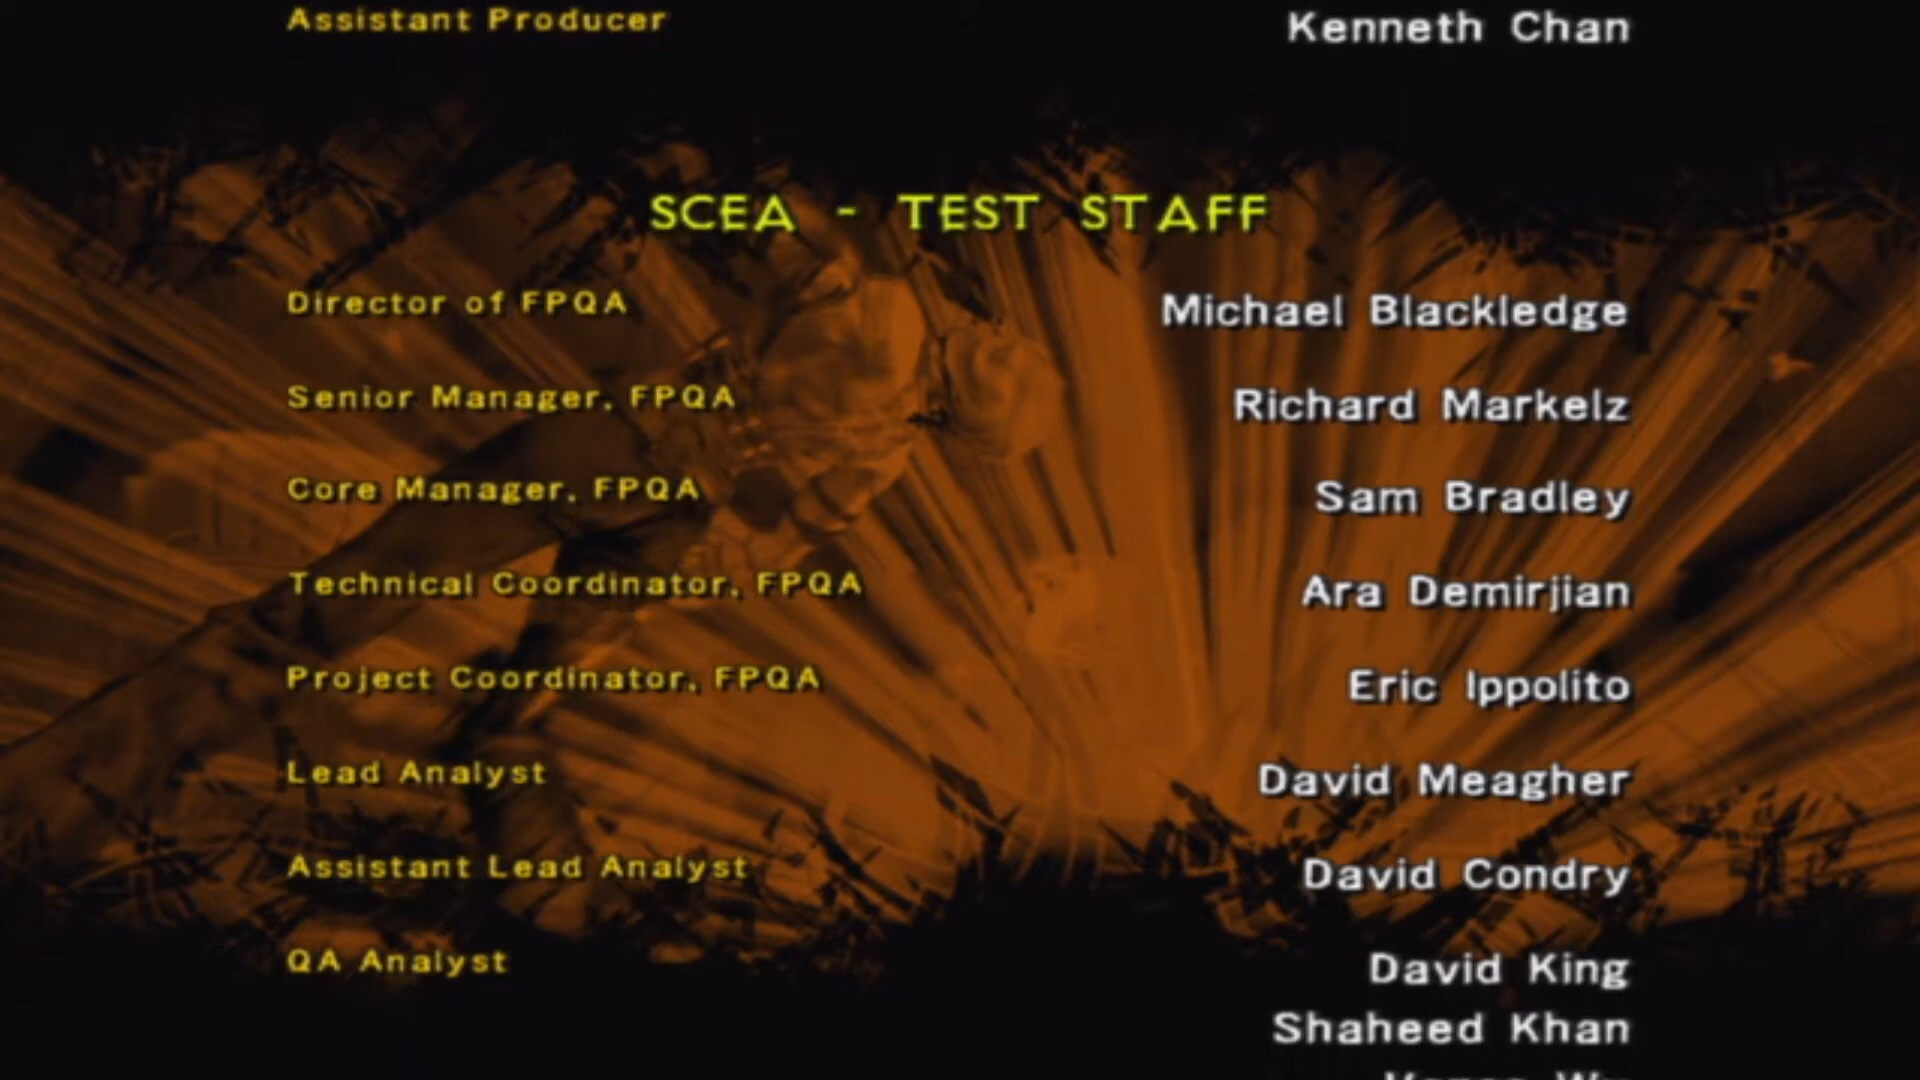 Assistant Producer Kenneth Chan
SCEA - TEST STAFF
Director of FPQA Michael Blackledge
Senior Manager, FPQA Richard Markelz
Core Manager, FPQA Sam Bradley
Technical Coordinator, FPQA Ara Demirjian
Project Coordinator, FPQA Eric Ippolito
Lead Analyst David Meagher
Assistant Lead Analyst David Condry
QA Analyst David King
Shaheed Khan